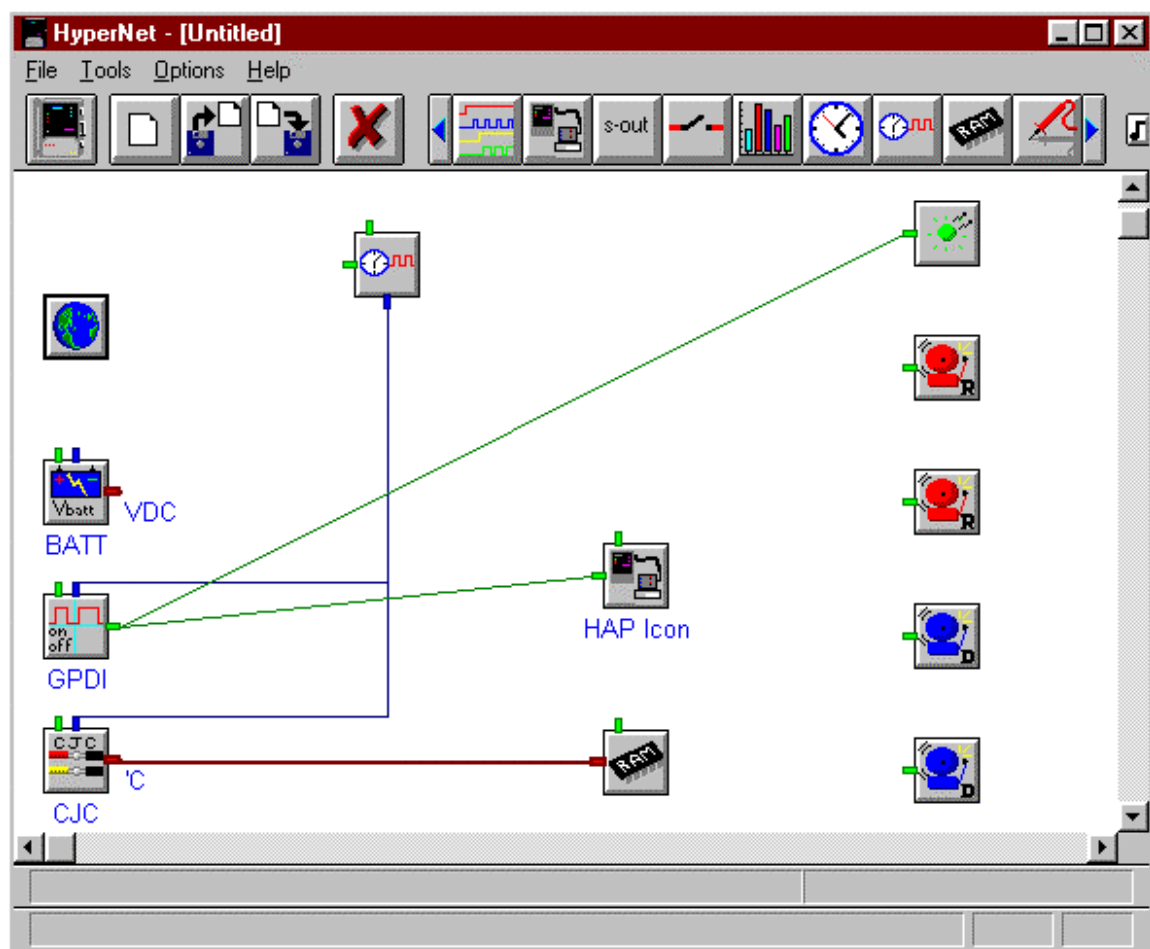 HyperNet - [Untitled]
File Tools Options Help
s-out
RAM
Vbatt
VDC
BATT
on
off
GPDI
HAP Icon
R
R
D
D
CJC
'C
CJC
RAM